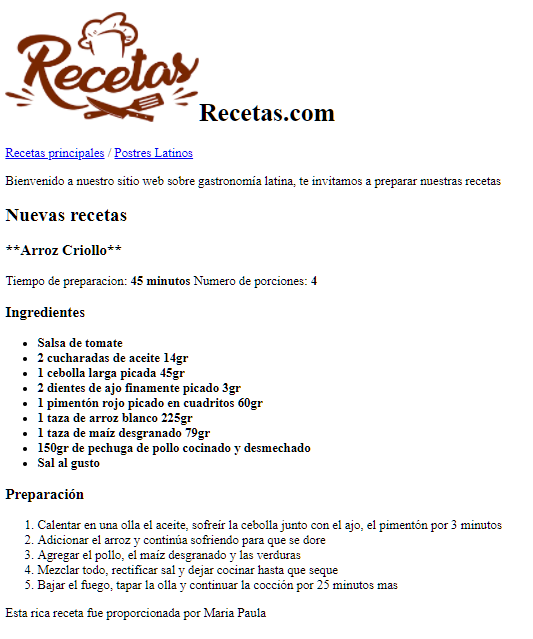 Recetas
Recetas.com
Recetas principales / Postres Latinos
Bienvenido a nuestro sitio web sobre gastronomía latina, te invitamos a preparar nuestras recetas
Nuevas recetas
**Arroz Criollo**
Tiempo de preparacion: 45 minutos Numero de porciones: 4
Ingredientes
• Salsa de tomate
• 2 cucharadas de aceite 14gr
• 1 cebolla larga picada 45gr
• 2 dientes de ajo finamente picado 3gr
• 1 pimentón rojo picado en cuadritos 60gr
• 1 taza de arroz blanco 225gr
• 1 taza de maíz desgranado 79gr
• 150gr de pechuga de pollo cocinado y desmechado
• Sal al gusto
Preparación
1. Calentar en una olla el aceite, sofreír la cebolla junto con el ajo, el pimentón por 3 minutos
2. Adicionar el arroz y continúa sofriendo para que se dore
3. Agregar el pollo, el maíz desgranado y las verduras
4. Mezclar todo, rectificar sal y dejar cocinar hasta que seque
5. Bajar el fuego, tapar la olla y continuar la cocción por 25 minutos mas
Esta rica receta fue proporcionada por Maria Paula